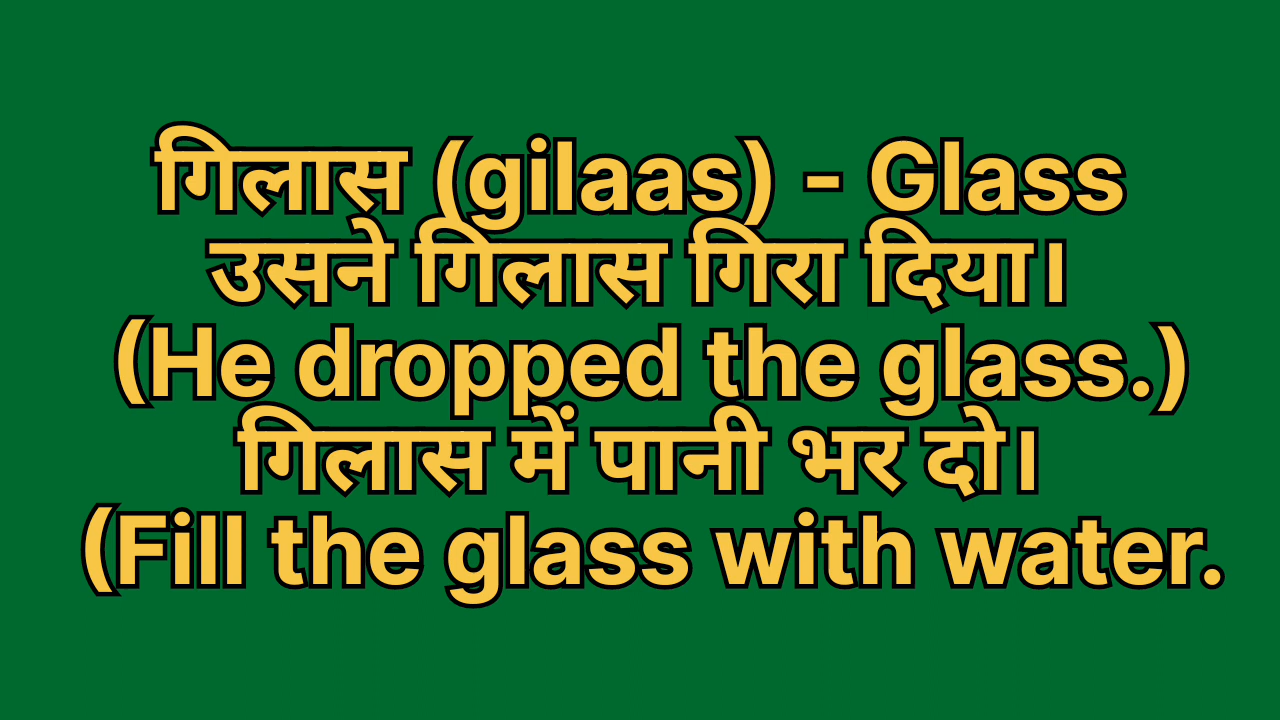 गिलास (gilaas) - Glass
उसने गिलास गिरा दिया।
(He dropped the glass.)
गिलास में पानी भर दो।
(Fill the glass with water.